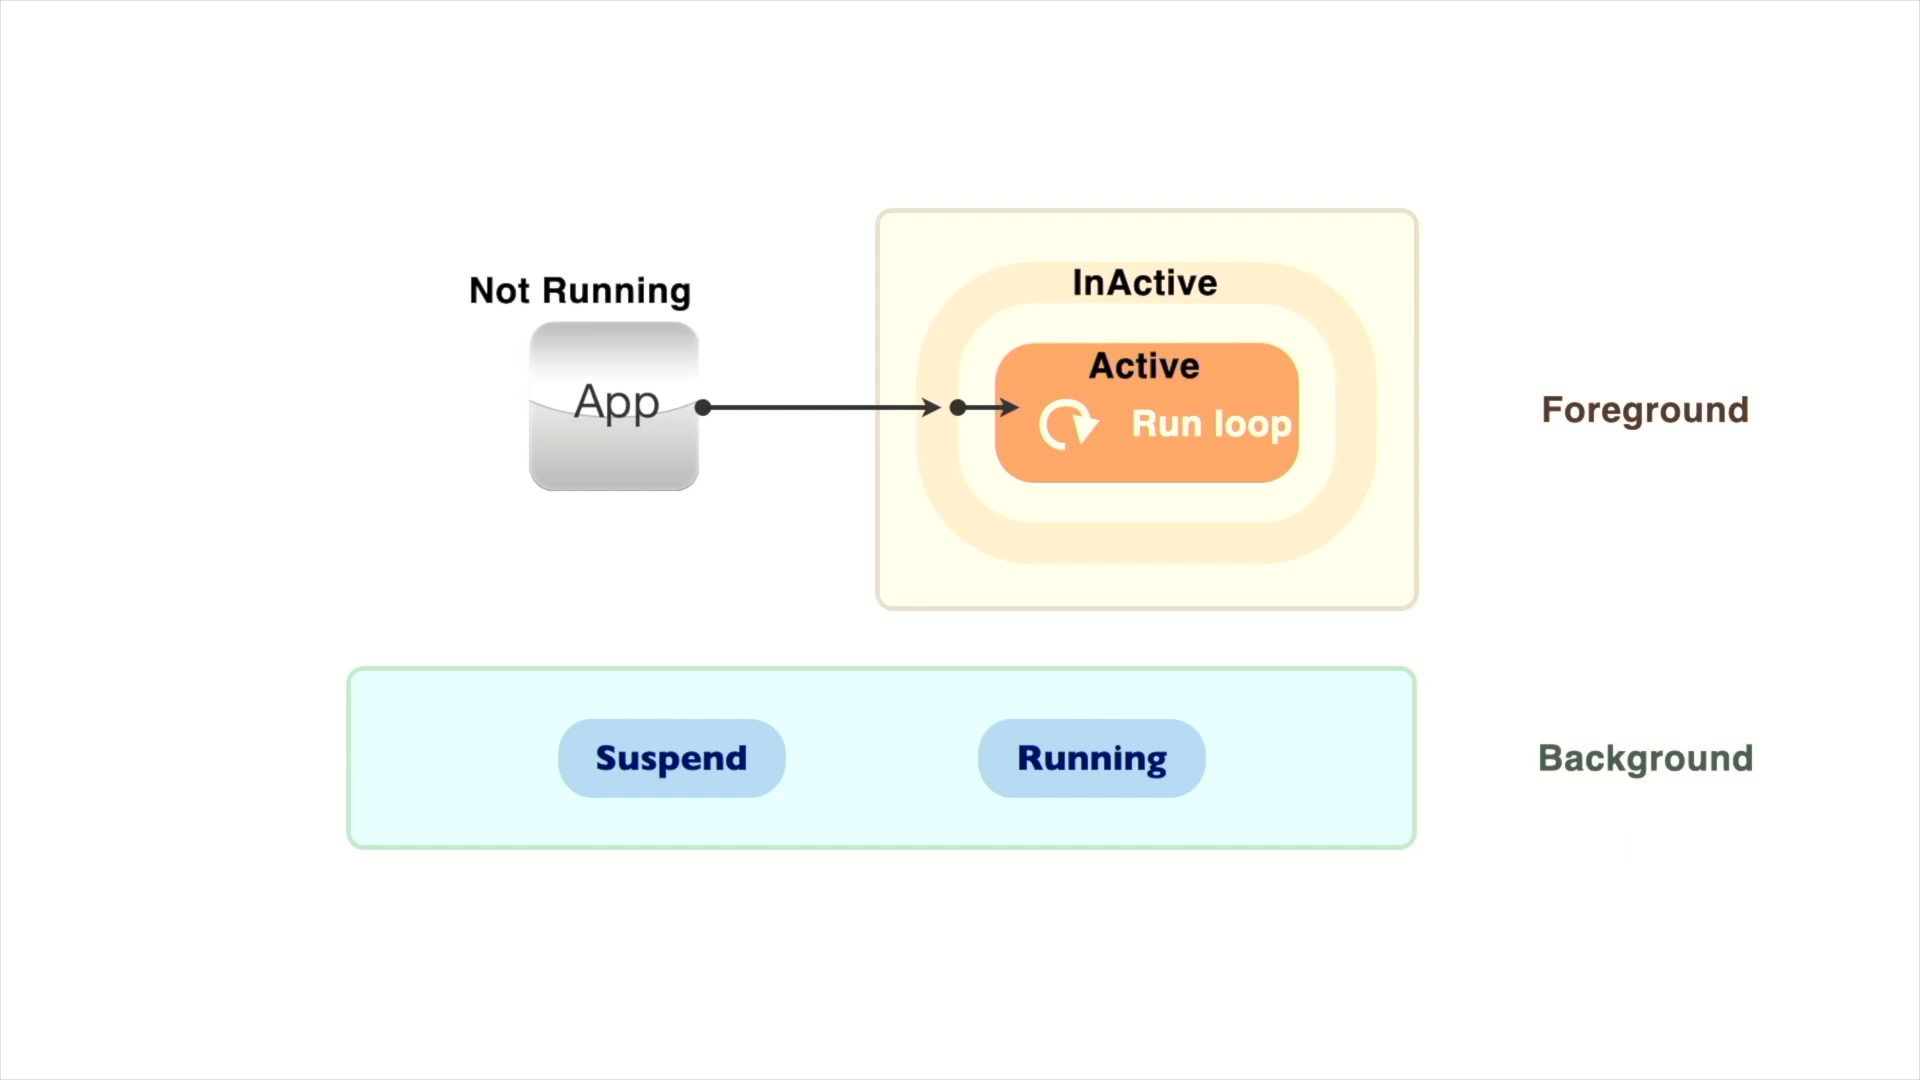 Not Running
App
InActive
Active
Run loop
Foreground
Suspend
Running
Background